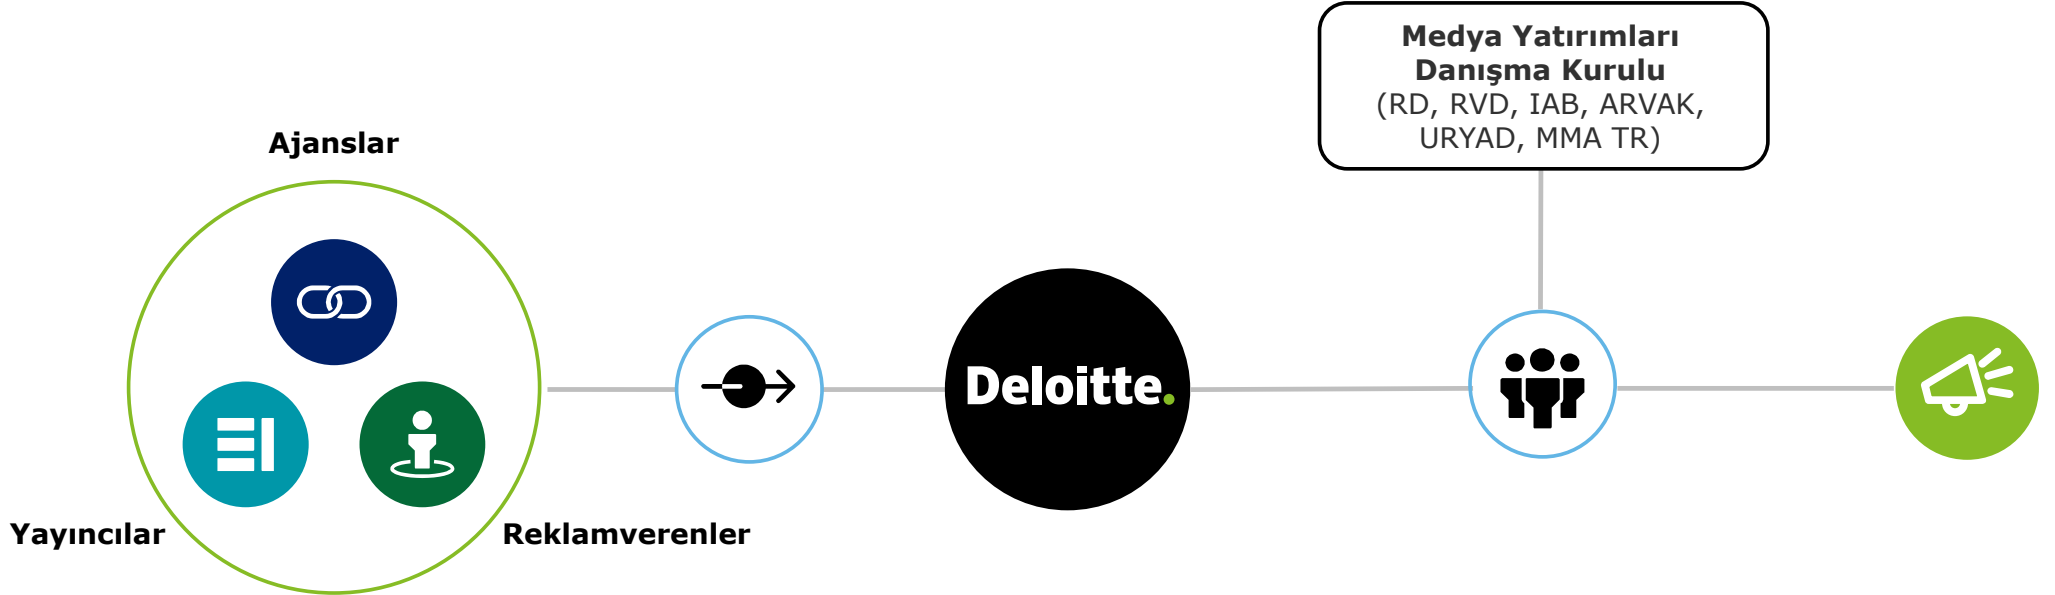 Medya Yatırımları
Danışma Kurulu
(RD, RVD, IAB, ARVAK,
URYAD, MMA TR)
Ajanslar
Deloitte.
Yayıncılar
Reklamverenler